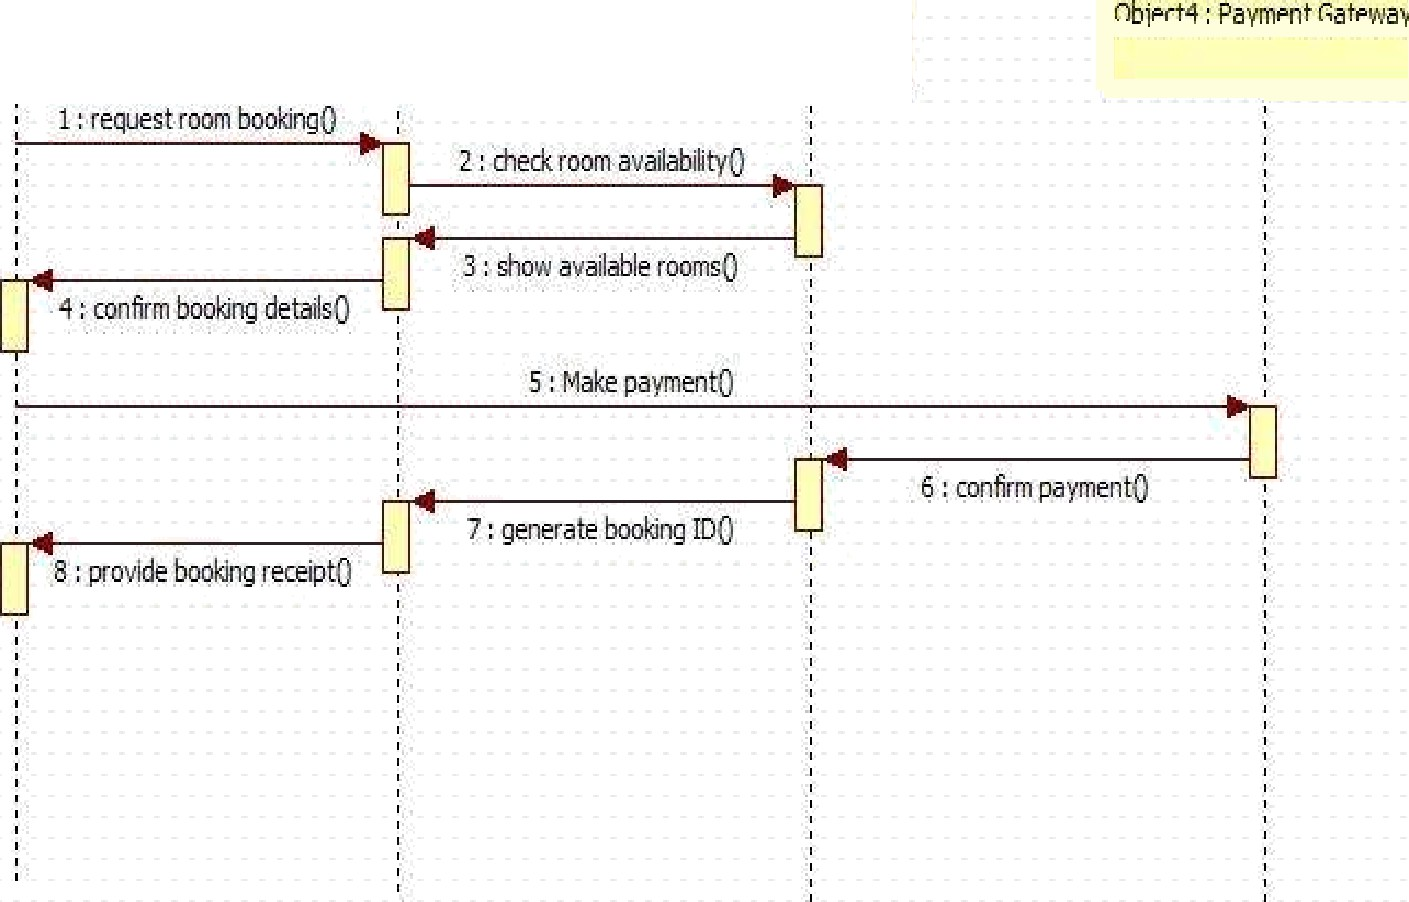 Object4 : Payment Gateway
1 : request room booking()
2 : check room availability()
3 : show available rooms()
4 : confirm booking details()
5 : Make payment()
6 : confirm payment()
7 : generate booking ID()
8 : provide booking receipt()